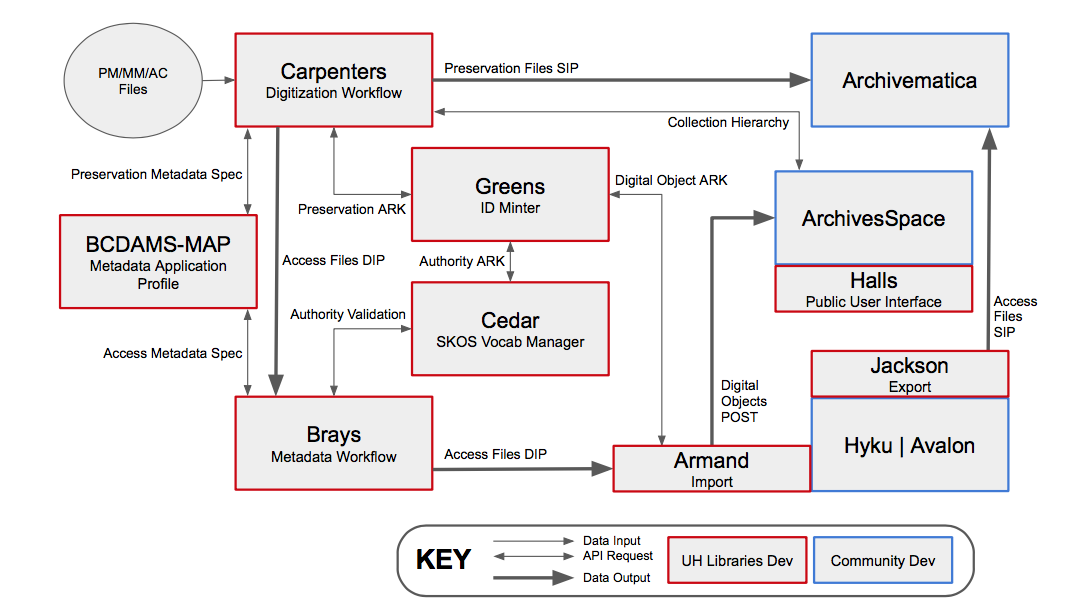 PM/MM/AC
Files
Carpenters
Digitization Workflow
Preservation Files SIP
Archivematica
Collection Hierarchy
Preservation Metadata Spec
Greens
ID Minter
Digital Object ARK
Preservation ARK
ArchivesSpace
BCDAMS-MAP
Metadata Application
Profile
Access Files DIP
Authority ARK
Halls
Public User Interface
Access
Files
SIP
Authority Validation
Cedar
SKOS Vocab Manager
Access Metadata Spec
Jackson
Export
Digital
Objects
POST
Brays
Metadata Workflow
Access Files DIP
Armand
Import
Hyku | Avalon
KEY
Data Input
API Request
Data Output
UH Libraries Dev
Community Dev